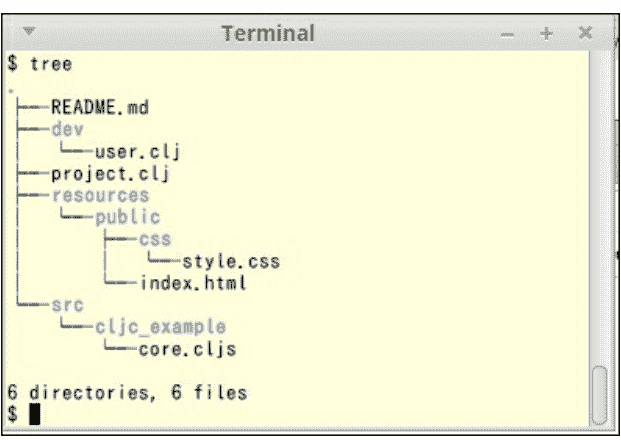 Terminal
$ tree
.
├──README.md
├──dev
│   └──user.clj
├──project.clj
├──resources
│   └──public
│       ├──css
│       │   └──style.css
│       └──index.html
└──src
    └──cljc_example
        └──core.cljs
6 directories, 6 files
$